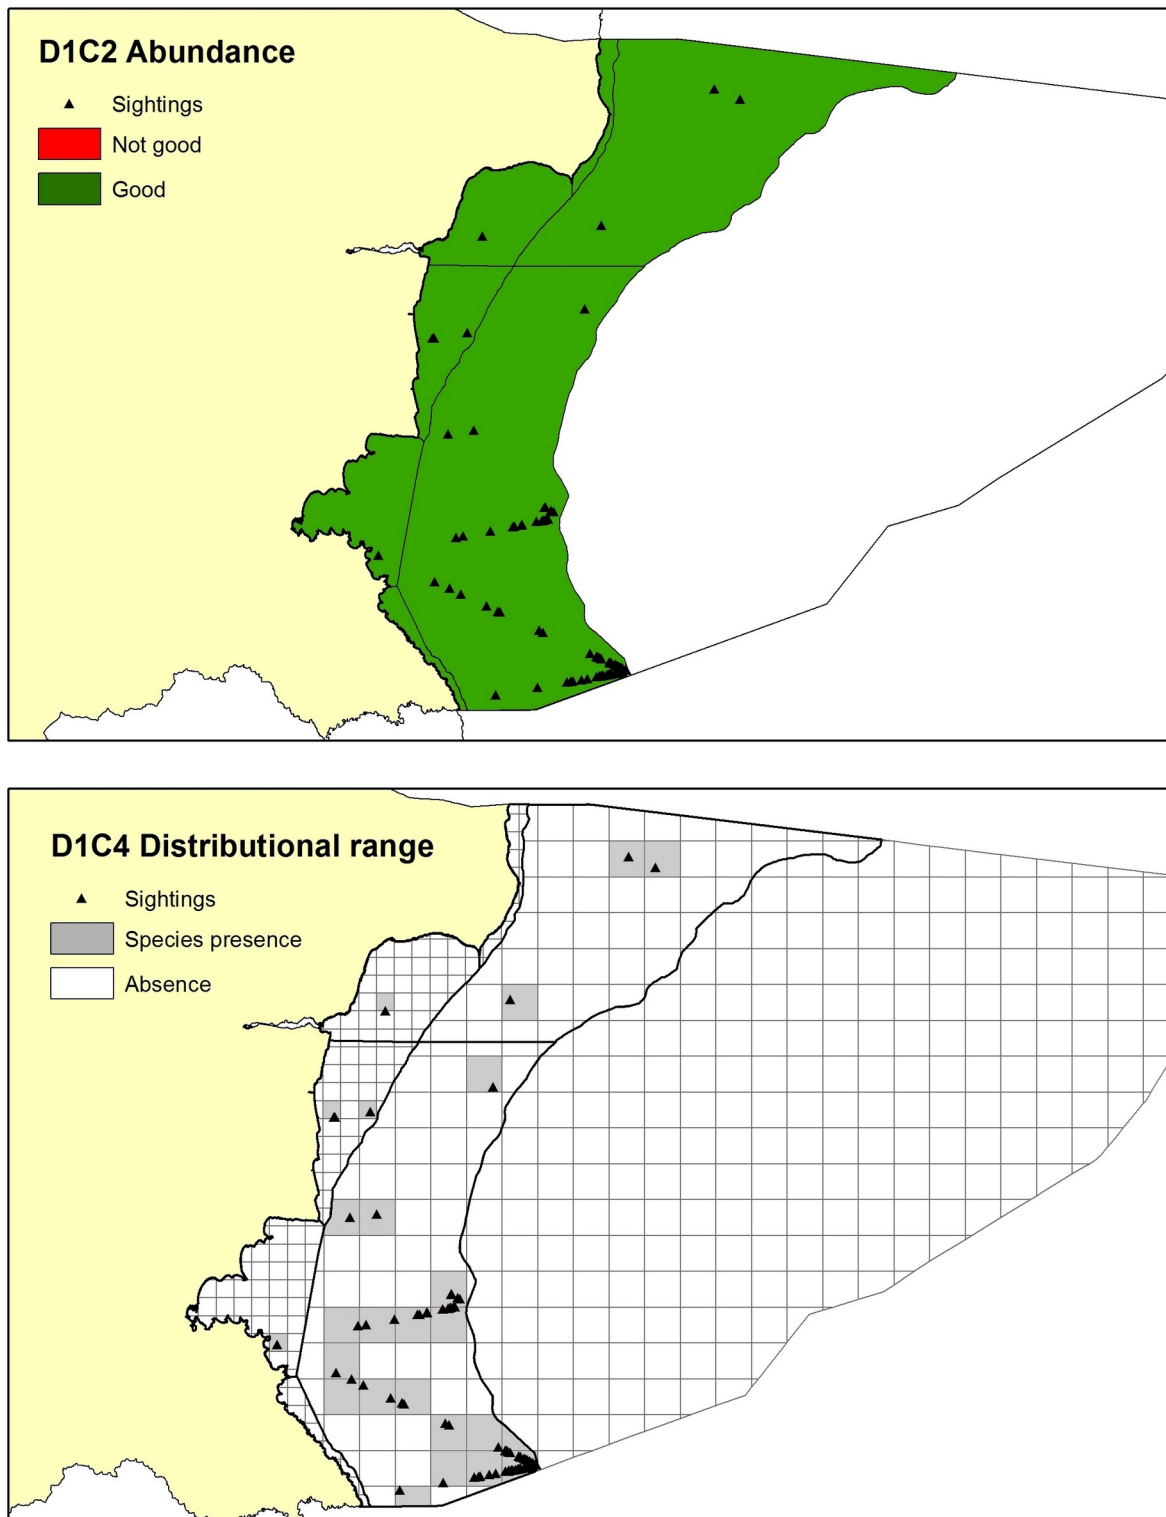 D1C2 Abundance
Sightings
Not good
Good
D1C4 Distributional range
Sightings
Species presence
Absence